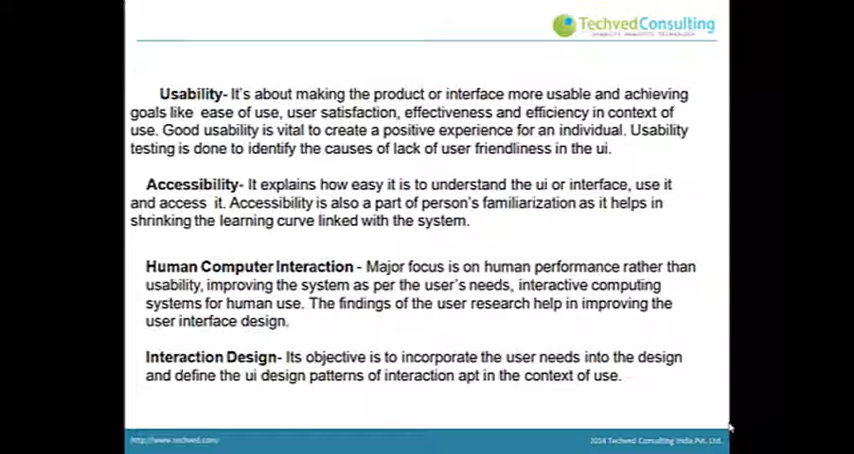 Techved Consulting
USABILITY. ANALYTICS. TECHNOLOGY
Usability- It's about making the product or interface more usable and achieving
goals like ease of use, user satisfaction, effectiveness and efficiency in context of
use. Good usability is vital to create a positive experience for an individual. Usability
testing is done to identify the causes of lack of user friendliness in the ui.
Accessibility- It explains how easy it is to understand the ui or interface, use it
and access it. Accessibility is also a part of person's familiarization as it helps in
shrinking the learning curve linked with the system.
Human Computer Interaction - Major focus is on human performance rather than
usability, improving the system as per the user's needs, interactive computing
systems for human use. The findings of the user research help in improving the
user interface design.
Interaction Design- Its objective is to incorporate the user needs into the design
and define the ui design patterns of interaction apt in the context of use.
http://www.techved.com/
2014 Techved Consulting India Pvt. Ltd.